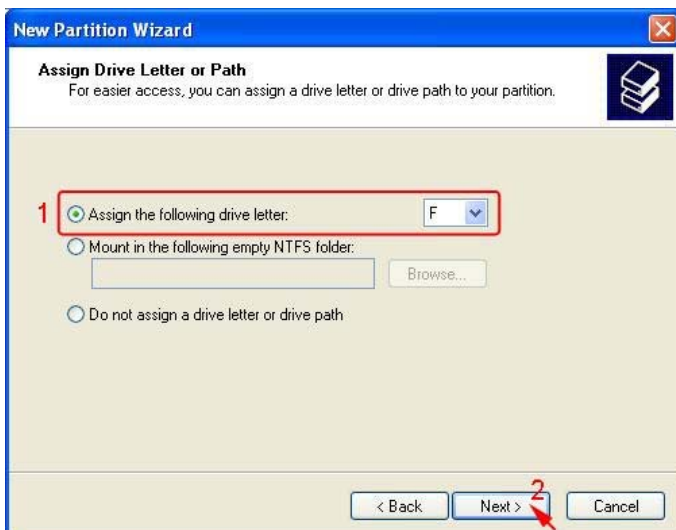 New Partition Wizard
Assign Drive Letter or Path
For easier access, you can assign a drive letter or drive path to your partition.
1
Assign the following drive letter:
F
Mount in the following empty NTFS folder:
Browse...
Do not assign a drive letter or drive path
2
< Back
Next >
Cancel